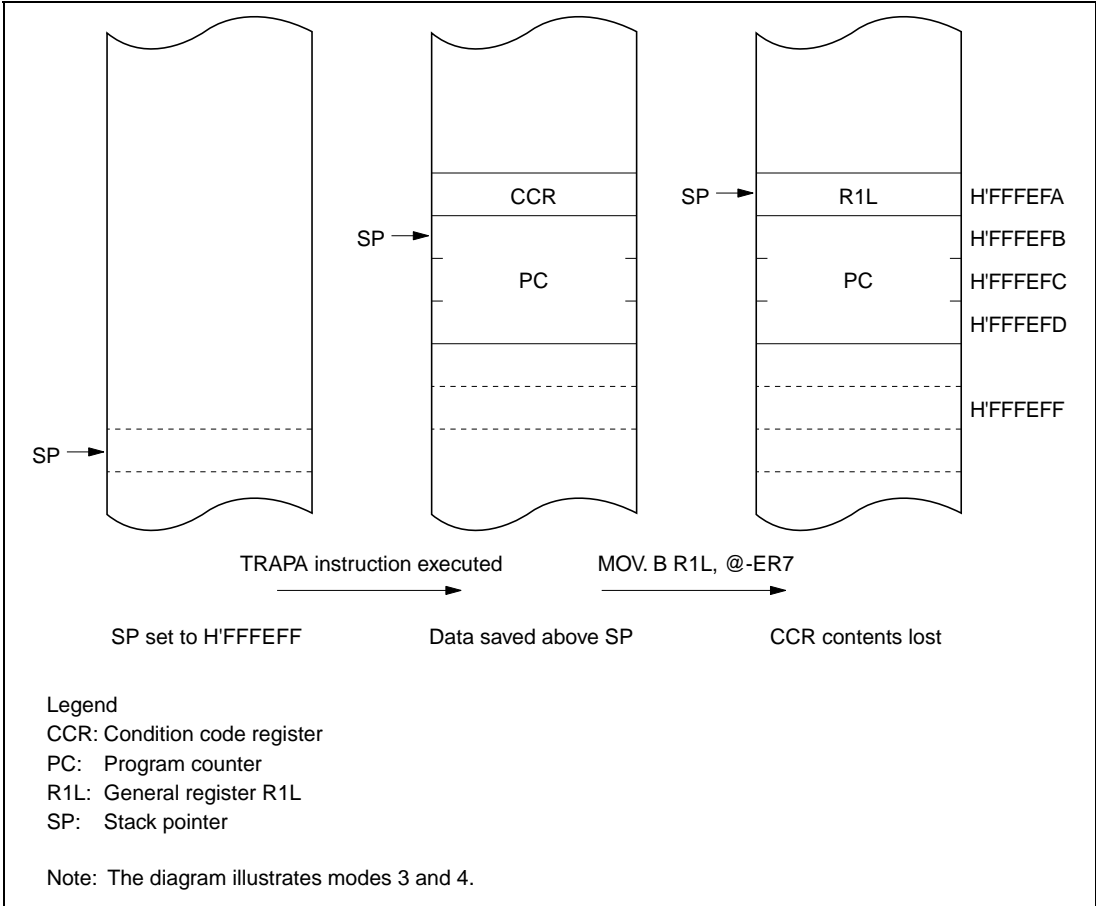 CCR
SP
R1L
H'FFFEFA
SP
H'FFFEFB
PC
PC
H'FFFEFC
H'FFFEFD
H'FFFEFF
SP
TRAPA instruction executed
MOV. B R1L, @-ER7
SP set to H'FFFEFF
Data saved above SP
CCR contents lost
Legend
CCR: Condition code register
PC: Program counter
R1L: General register R1L
SP: Stack pointer
Note: The diagram illustrates modes 3 and 4.